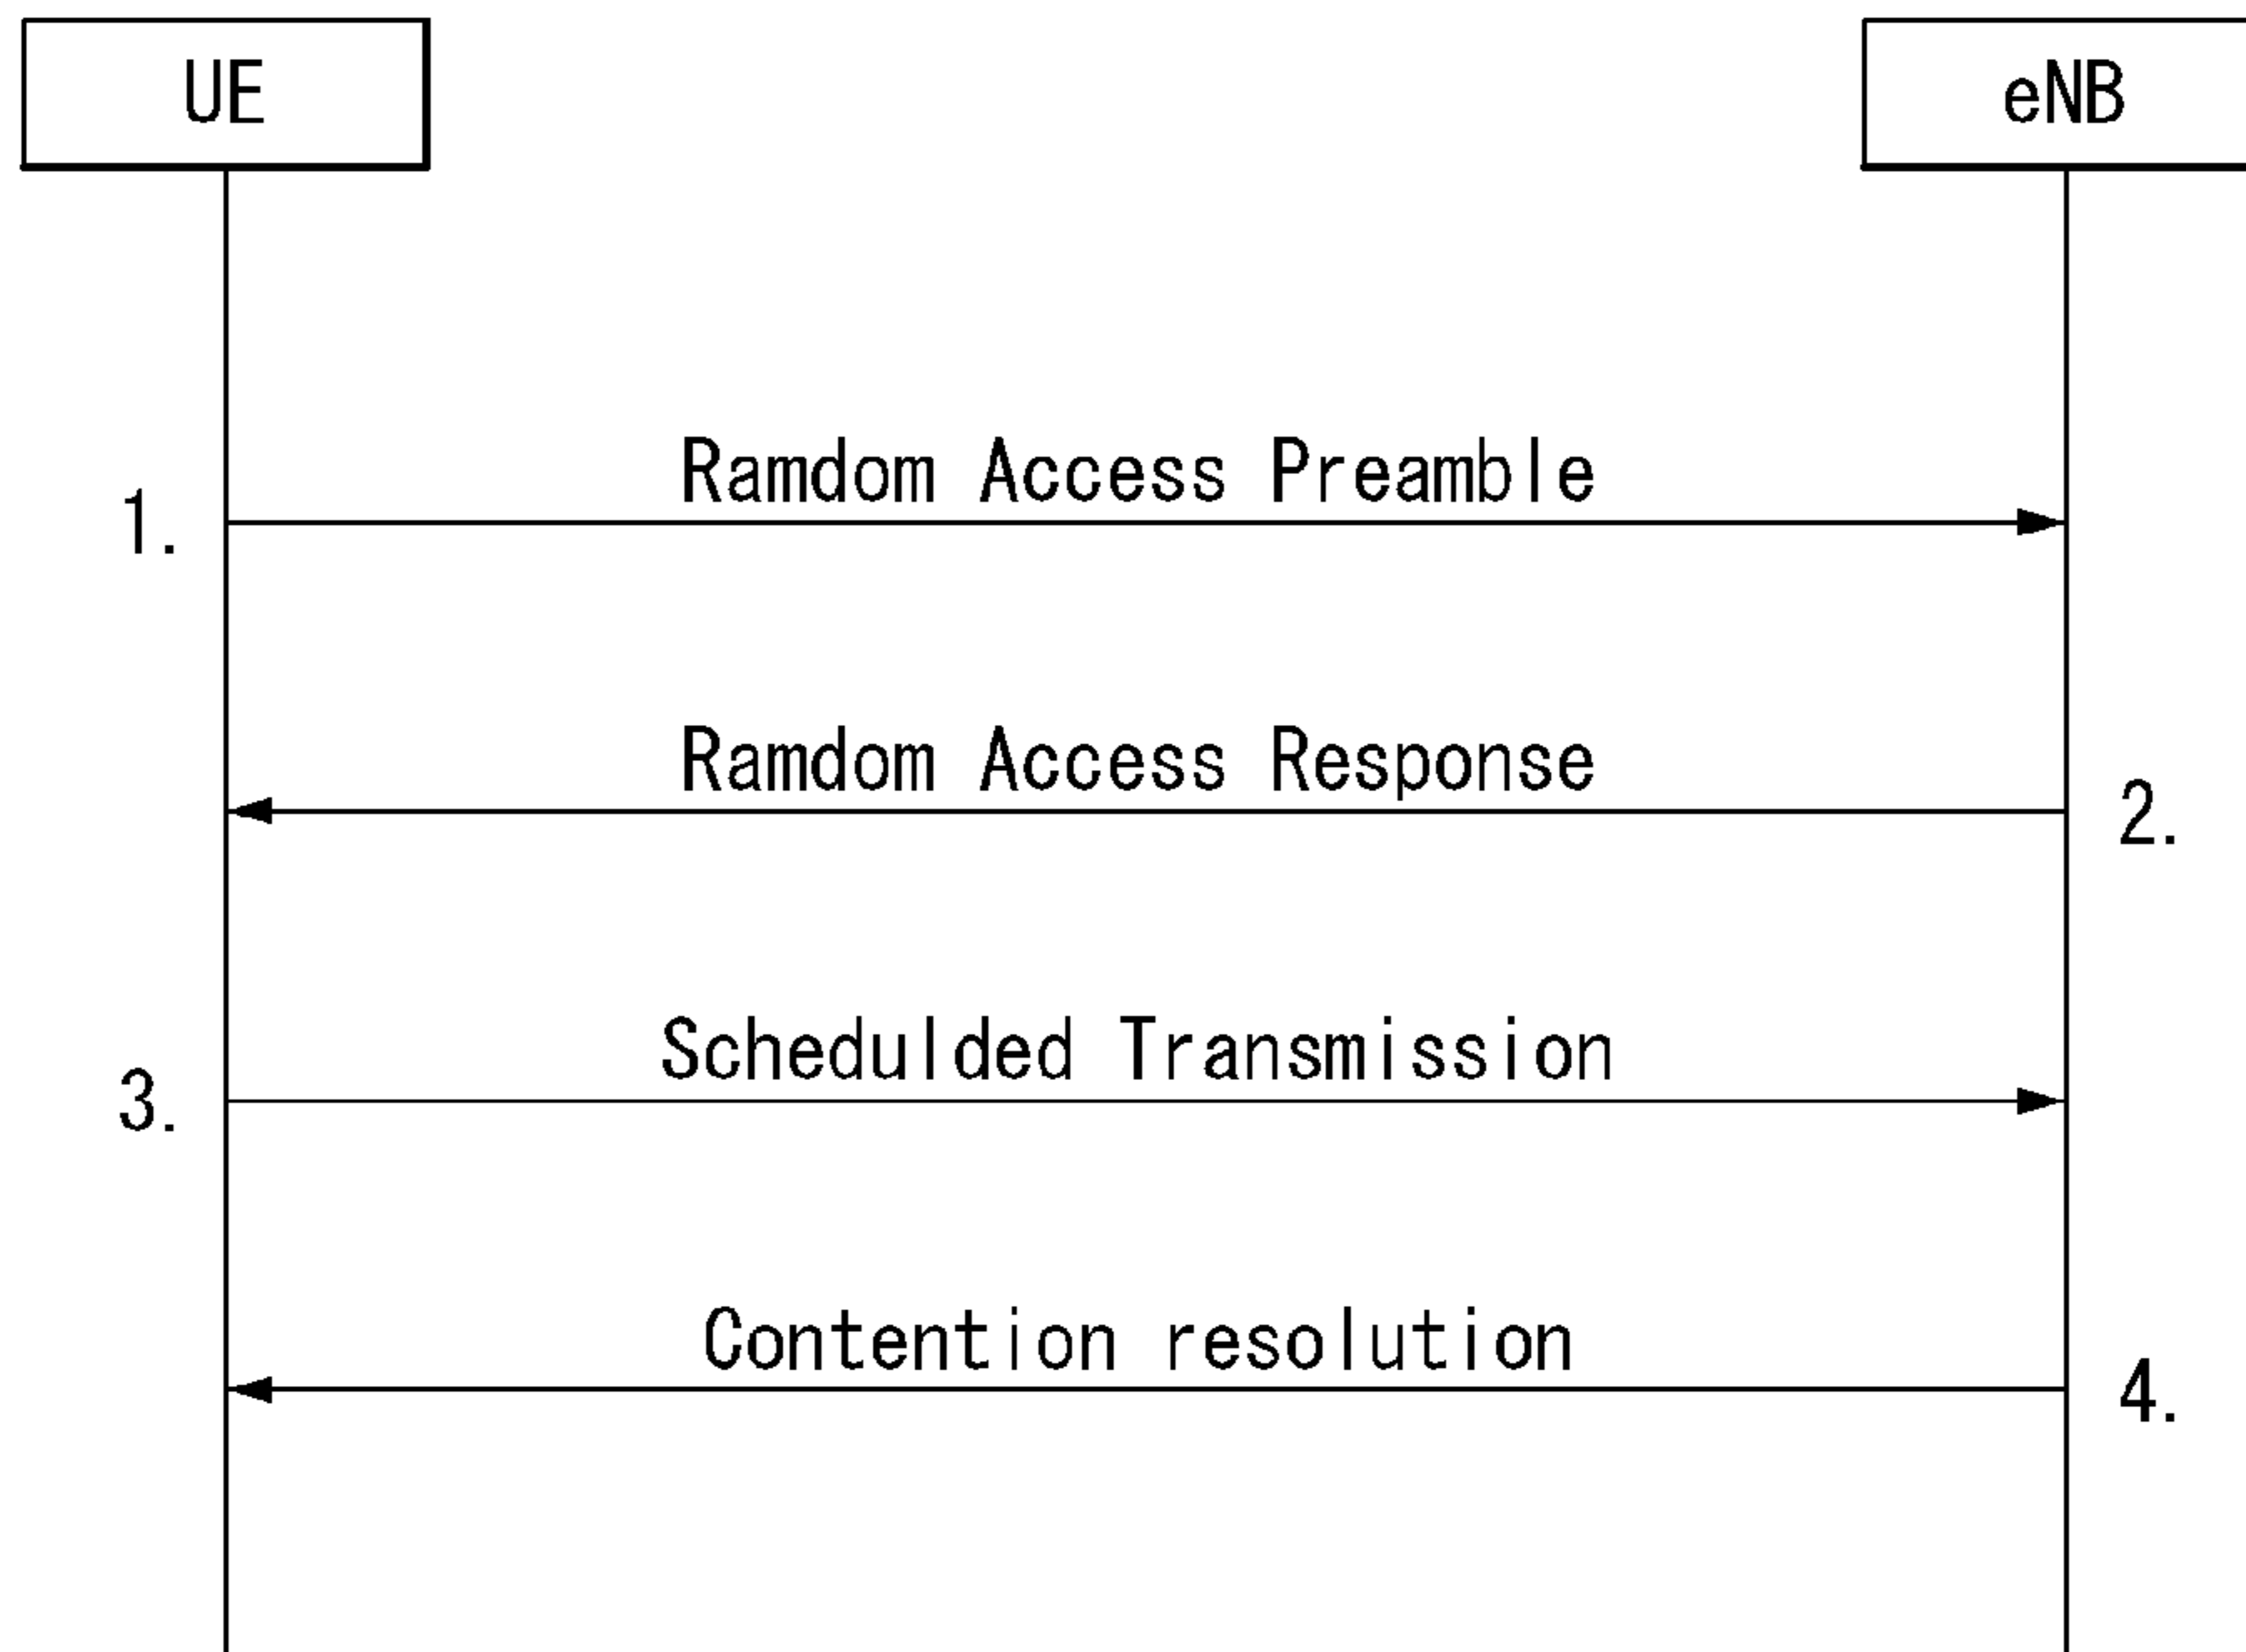 UE
eNB
Ramdom Access Preamble
1.
Ramdom Access Response
2.
Schedulded Transmission
3.
Contention resolution
4.